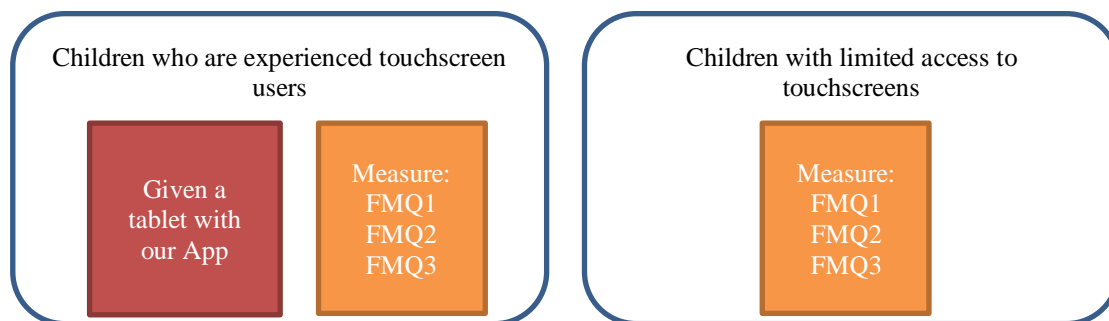 Children who are experienced touchscreen
users
Given a
tablet with
our App
Measure:
FMQ1
FMQ2
FMQ3
Children with limited access to
touchscreens
Measure:
FMQ1
FMQ2
FMQ3